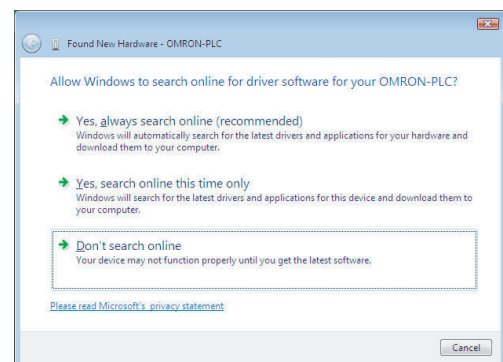 Found New Hardware - OMRON-PLC
Allow Windows to search online for driver software for your OMRON-PLC?
Yes, always search online (recommended)
Windows will automatically search for the latest drivers and applications for your hardware and
download them to your computer.
Yes, search online this time only
Windows will search for the latest drivers and applications for this device and download them to
your computer.
Don't search online
Your device may not function properly until you get the latest software.
Please read Microsoft's privacy statement
Cancel